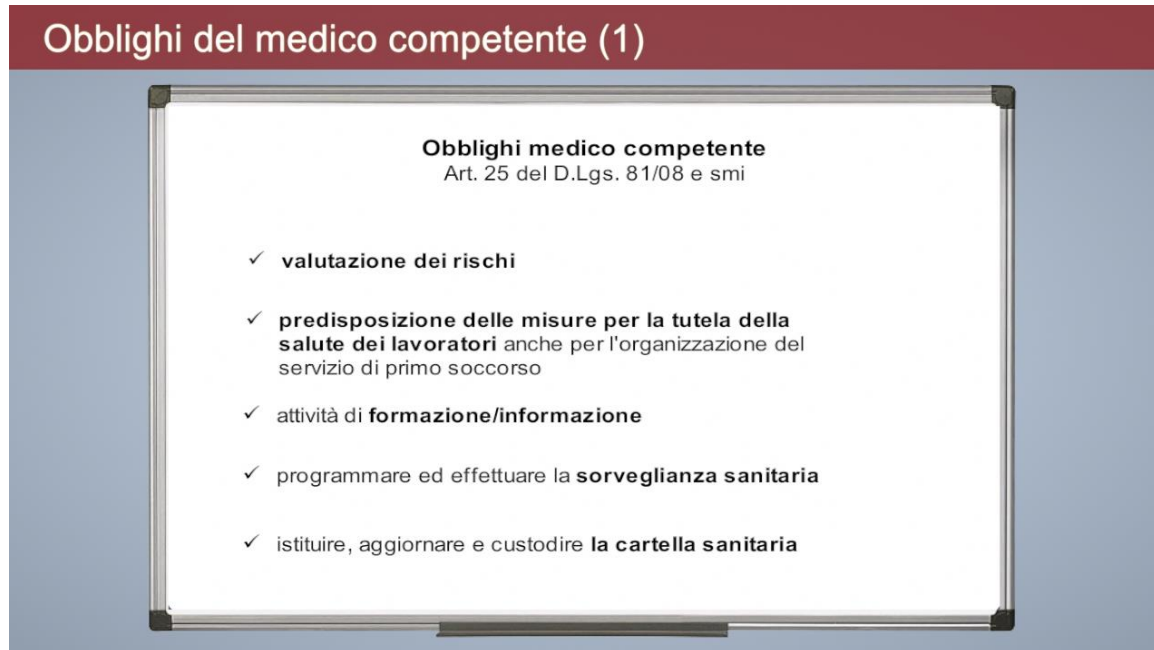 Obblighi del medico competente (1)
Obblighi medico competente
Art. 25 del D.Lgs. 81/08 e smi
✓ valutazione dei rischi
✓ predisposizione delle misure per la tutela della
salute dei lavoratori anche per l'organizzazione del
servizio di primo soccorso
✓ attività di formazione/informazione
✓ programmare ed effettuare la sorveglianza sanitaria
✓ istituire, aggiornare e custodire la cartella sanitaria